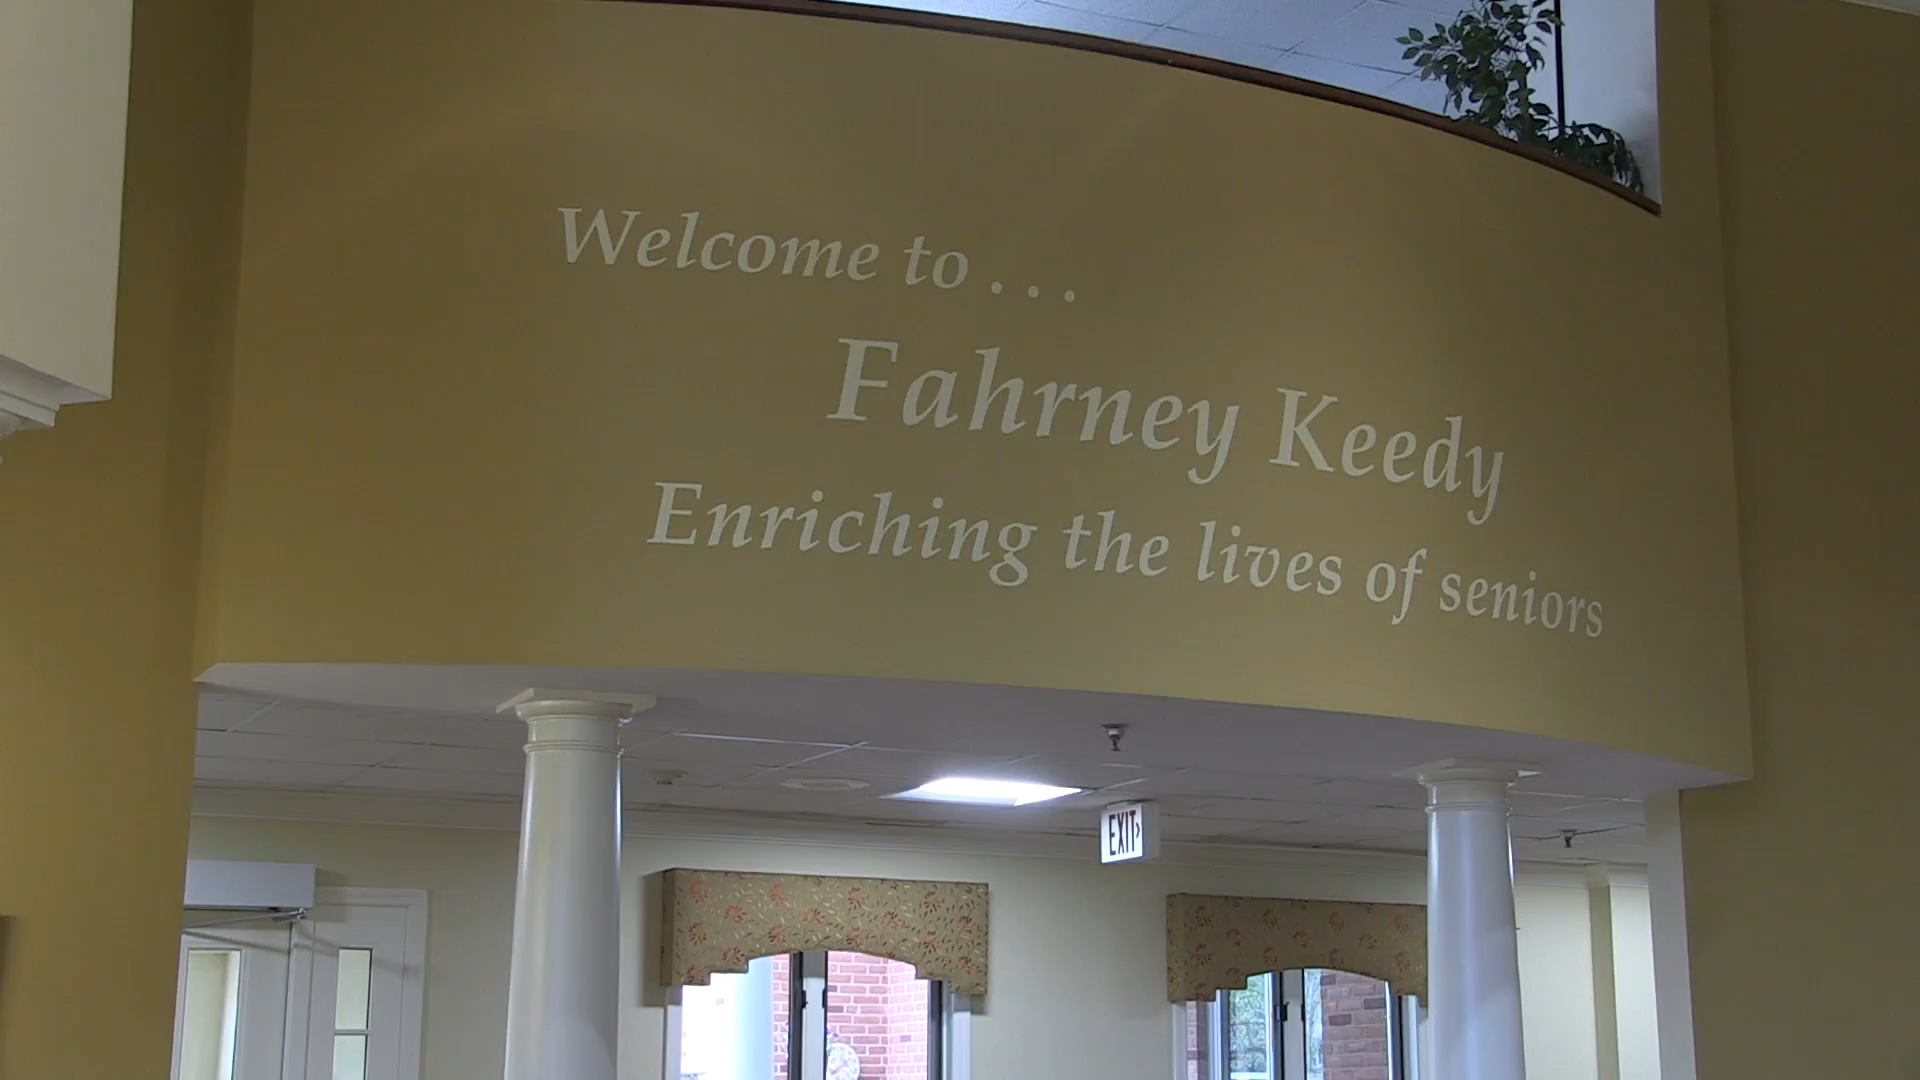 Welcome to . . .
Fahrney Keedy
Enriching the lives of seniors
EXIT